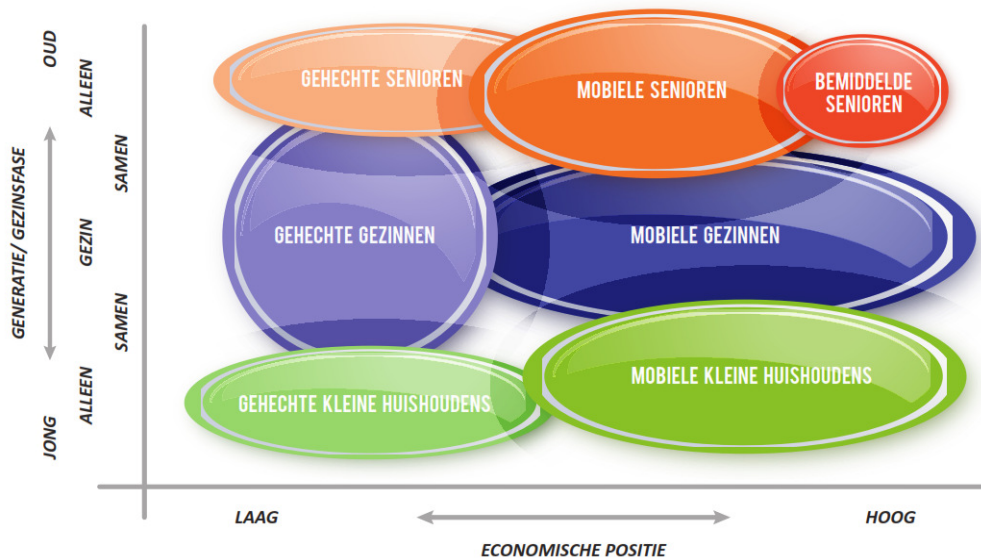 OUD
ALLEEN
SAMEN
GEZIN
SAMEN
ALLEEN
JONG
GENERATIE/ GEZINSFASE
GEHECHTE SENIOREN
MOBIELE SENIOREN
BEMIDDELDE
SENIOREN
GEHECHTE GEZINNEN
MOBIELE GEZINNEN
GEHECHTE KLEINE HUISHOUDENS
MOBIELE KLEINE HUISHOUDENS
LAAG
HOOG
ECONOMISCHE POSITIE